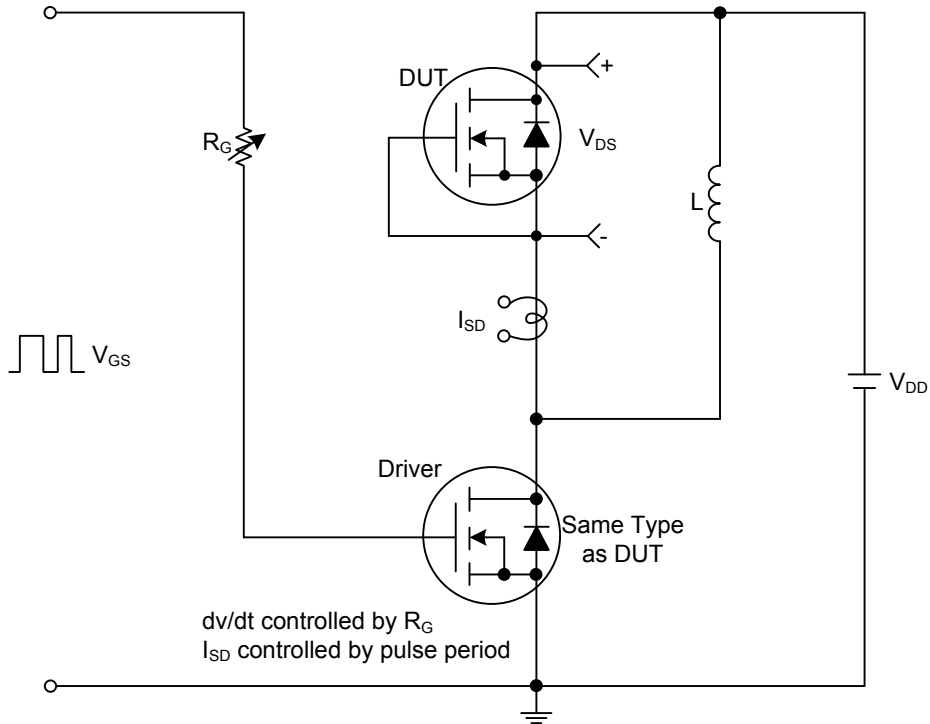 DUT
+
R_G
V_DS
-
L
I_SD
V_GS
V_DD
Driver
Same Type
as DUT
dv/dt controlled by R_G
I_SD controlled by pulse period